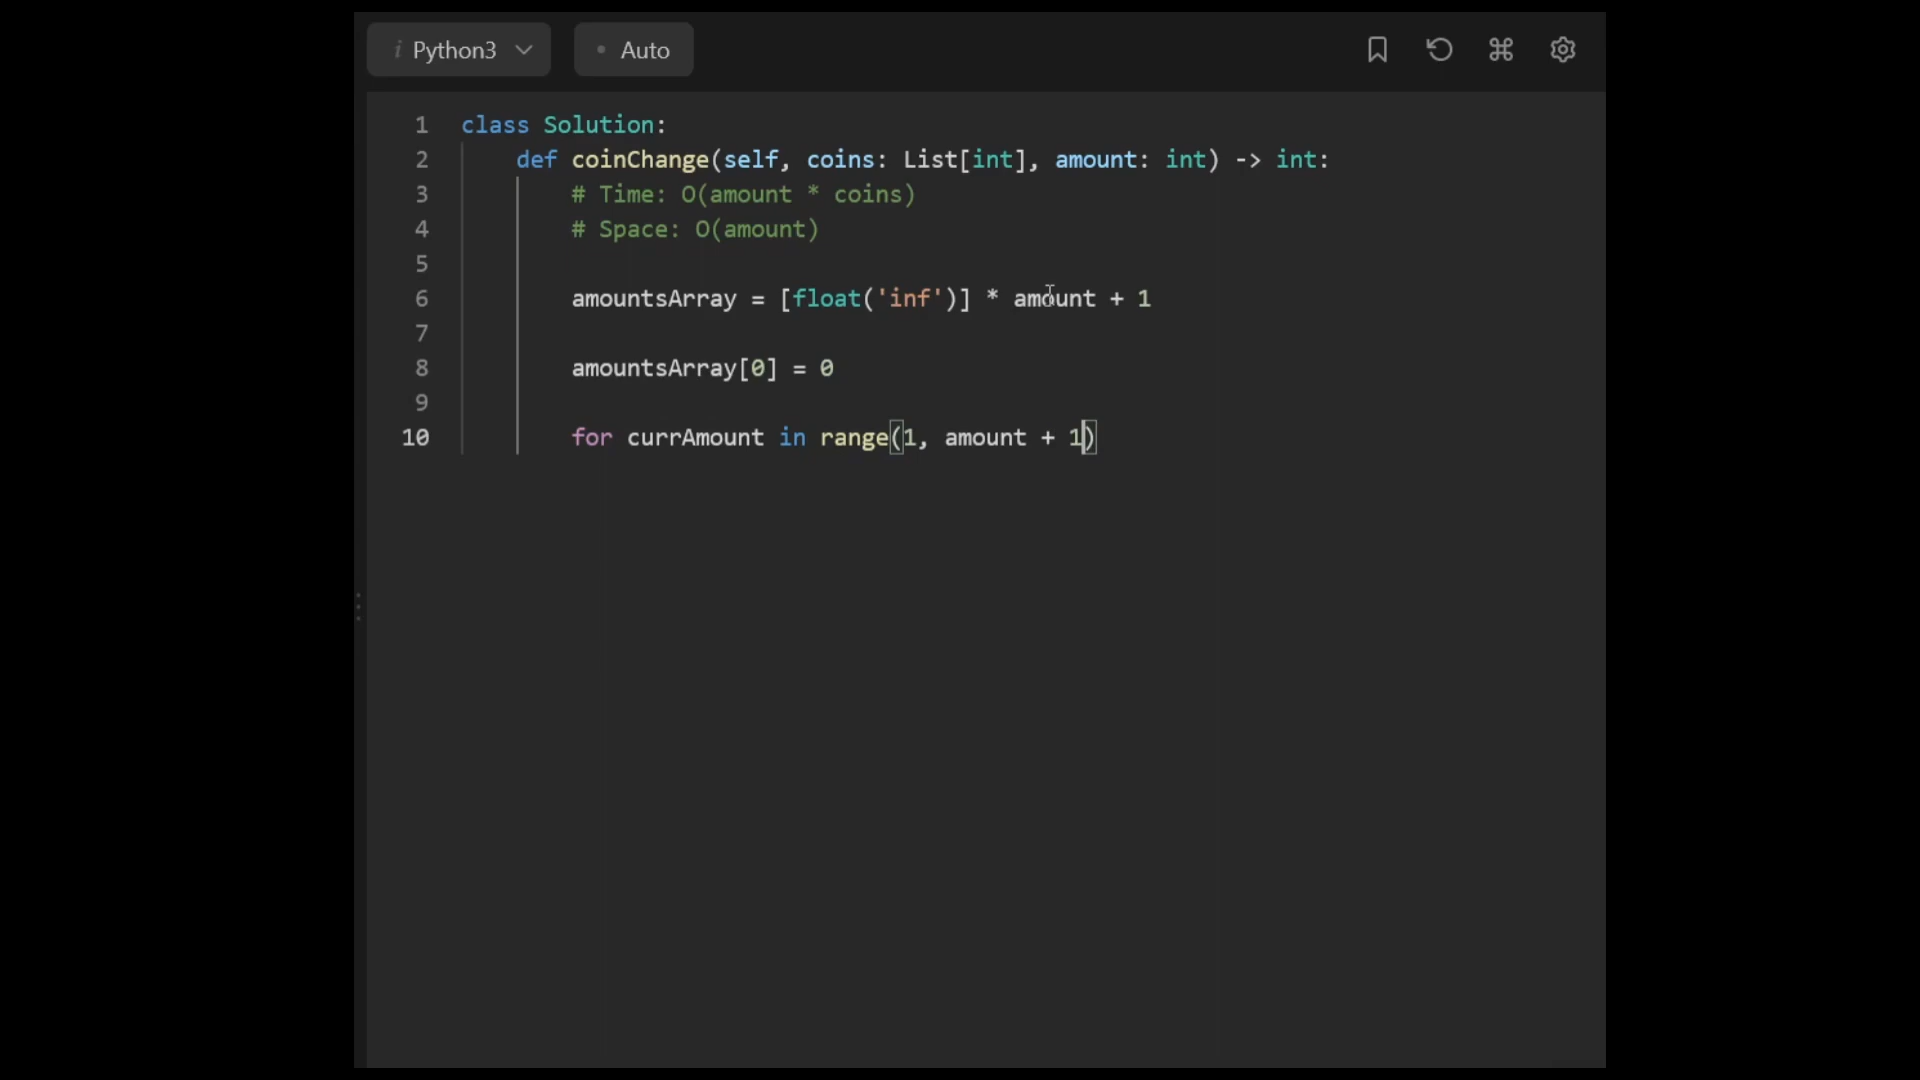 i Python3 Auto
1 class Solution:
2 def coinChange(self, coins: List[int], amount: int) -> int:
3 # Time: O(amount * coins)
4 # Space: O(amount)
5
6 amountsArray = [float('inf')] * amount + 1
7
8 amountsArray[0] = 0
9
10 for currAmount in range(1, amount + 1)